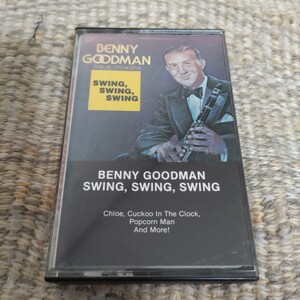 BENNY
GOODMAN
AND HIS ORCHESTRA
SWING,
SWING,
SWING
BENNY GOODMAN
SWING, SWING, SWING
Chloe, Cuckoo In The Clock,
Popcorn Man
And More!